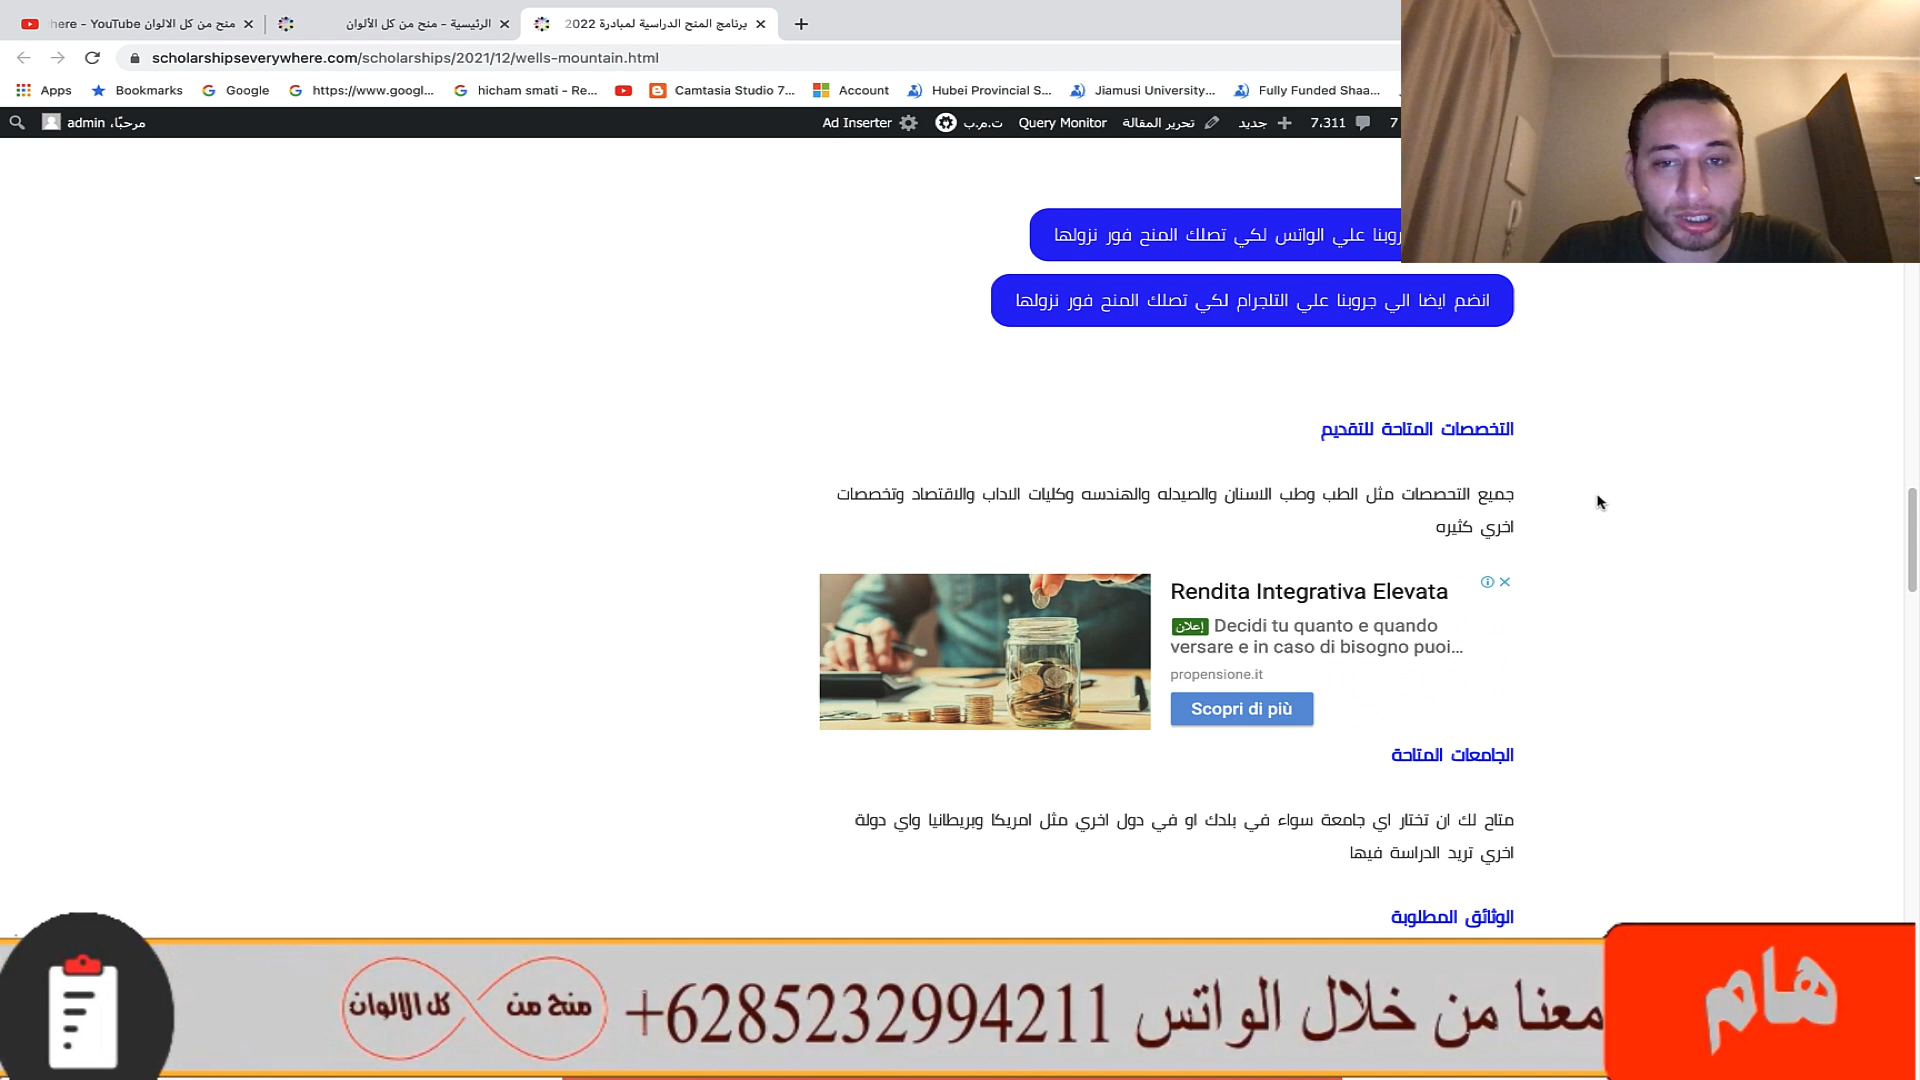 منح من كل الالوان here - YouTube
الرئيسية – منح من كل الألوان
برنامج المنح الدراسية لمبادرة 2022
scholarshipseverywhere.com/scholarships/2021/12/wells-mountain.html
Apps
Bookmarks
Google
https://www.googl...
hicham smati - Re...
Camtasia Studio 7...
Account
Hubei Provincial S...
Jiamusi University...
Fully Funded Shaa...
مرحبًا، admin
Ad Inserter
ت.م.ب
Query Monitor
تحرير المقالة
جديد
7،311
7
علي الواتس لكي تصلك المنح فور نزولها
انضم ايضا الي جروبنا علي التلجرام لكي تصلك المنح فور نزولها
التخصصات المتاحة للتقديم
جميع التحصصات مثل الطب وطب الاسنان والصيدله والهندسه وكليات الاداب والاقتصاد وتخصصات
اخري كثيره
Rendita Integrativa Elevata
إعلان Decidi tu quanto e quando
versare e in caso di bisogno puoi...
propensione.it
Scopri di più
الجامعات المتاحة
متاح لك ان تختار اي جامعة سواء في بلدك او في دول اخري مثل امريكا وبريطانيا واي دولة
اخري تريد الدراسة فيها
الوثائق المطلوبة
هام
معنا من خلال الواتس 6285232994211+
منح من كل الالوان